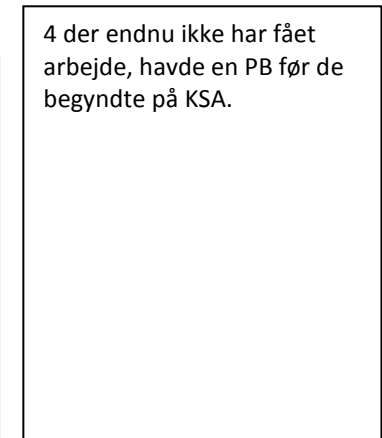 4 der endnu ikke har fået
arbejde, havde en PB før de
begyndte på KSA.